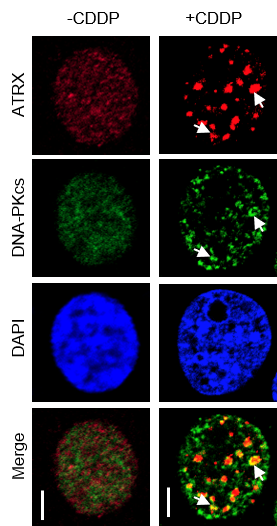 -CDDP +CDDP
ATRX
DNA-PKcs
DAPI
Merge